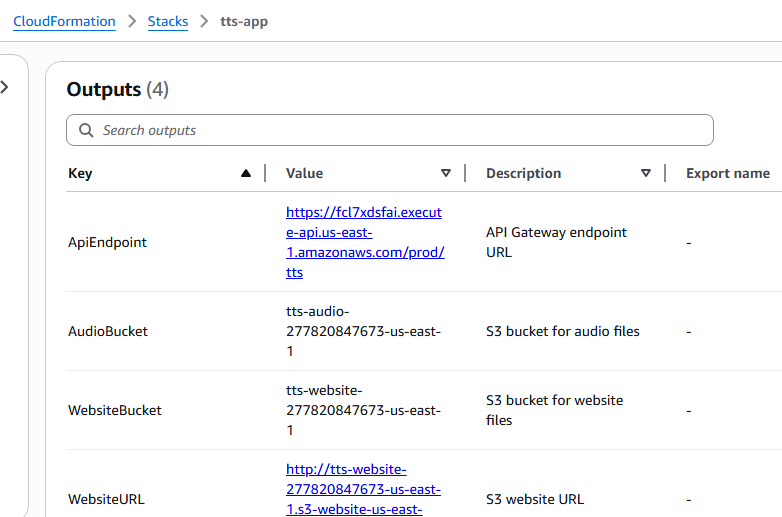 CloudFormation > Stacks > tts-app
Outputs (4)
Search outputs
Key Value Description Export name
ApiEndpoint
https://fcl7xdsfai.execut
e-api.us-east-
1.amazonaws.com/prod/
tts
API Gateway endpoint
URL
-
AudioBucket
tts-audio-
277820847673-us-east-
1
S3 bucket for audio files
-
WebsiteBucket
tts-website-
277820847673-us-east-
1
S3 bucket for website
files
-
WebsiteURL
http://tts-website-
277820847673-us-east-
1.s3-website-us-east-
S3 website URL
-